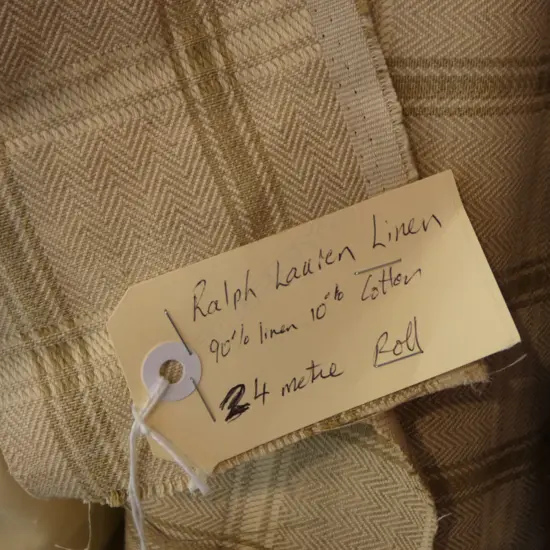 Ralph Lauren Linen
90% linen 10% Cotton
24 metre Roll